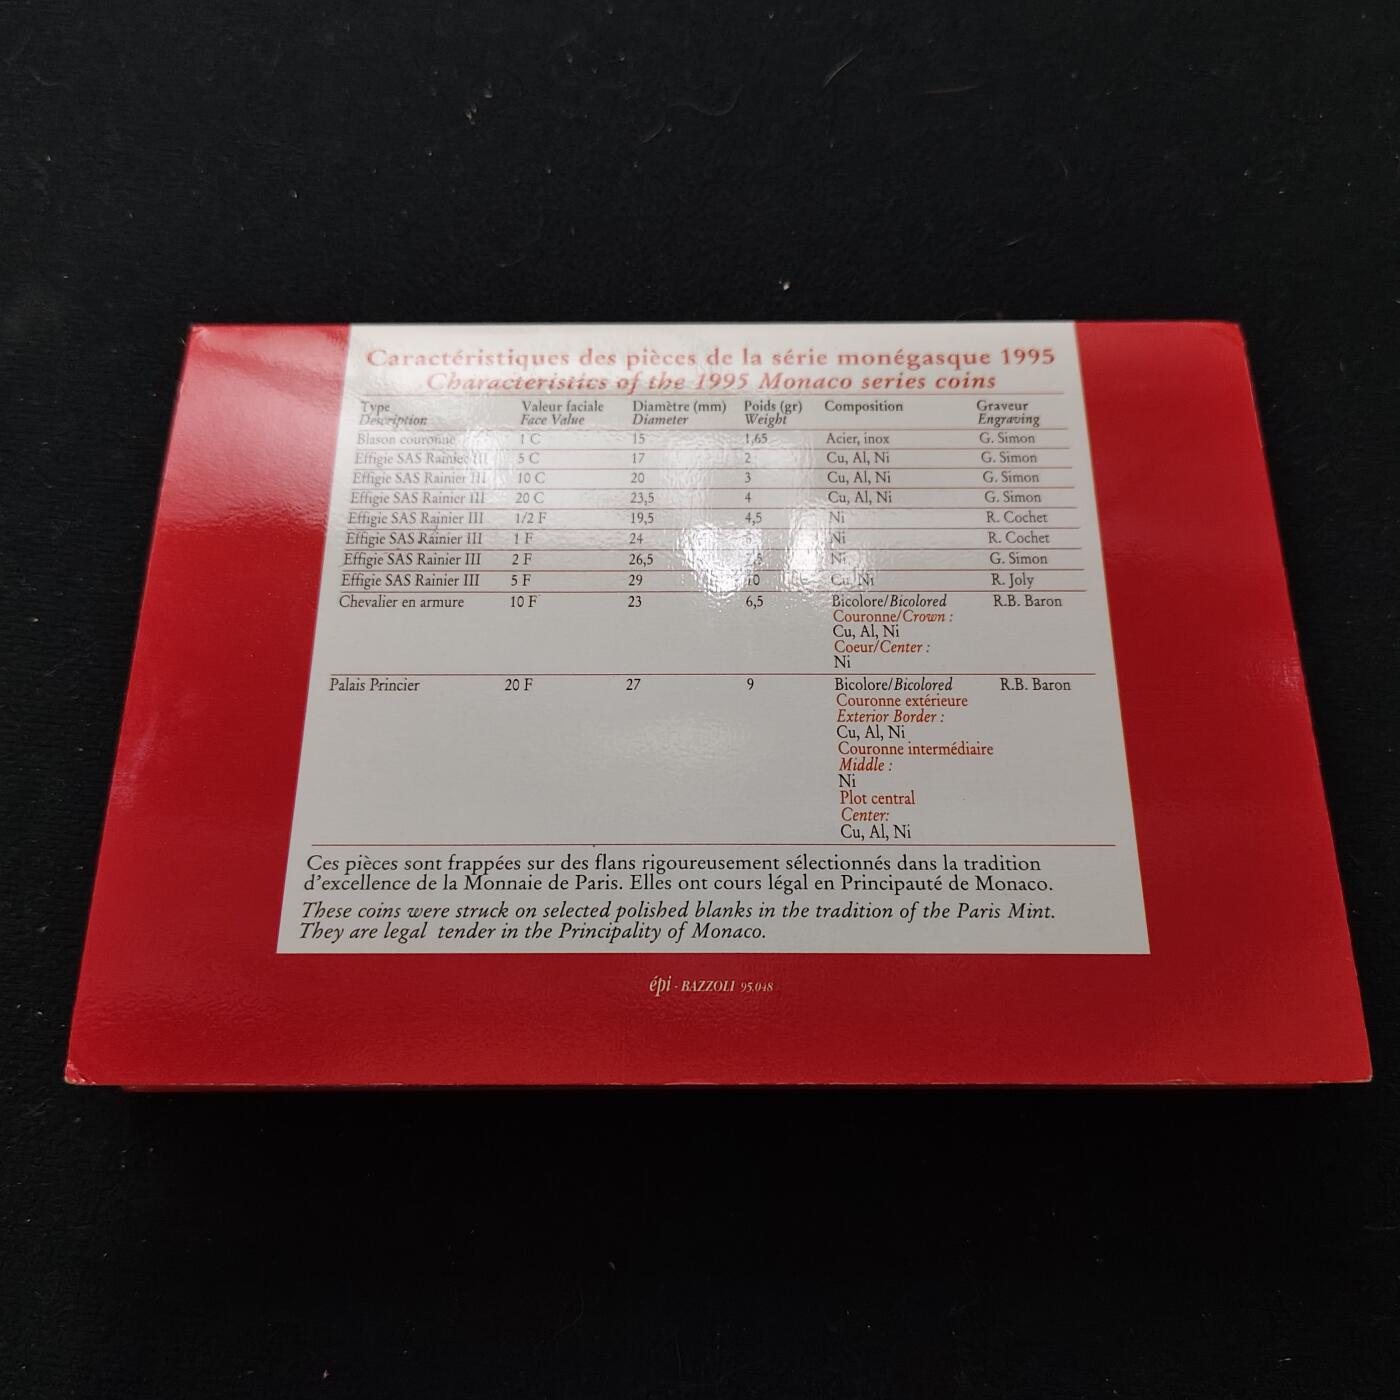 Caractéristiques des pièces de la série monégasque 1995
Characteristics of the 1995 Monaco series coins
Type Valeur faciale Diamètre (mm) Poids (gr) Composition Graveur
Description Face Value Diameter Weight Engraving
Blason couronne 1 C 15 1,65 Acier, inox G. Simon
Effigie SAS Rainier III 5 C 17 2 Cu, Al, Ni G. Simon
Effigie SAS Rainier III 10 C 20 3 Cu, Al, Ni G. Simon
Effigie SAS Rainier III 20 C 23,5 4 Cu, Al, Ni G. Simon
Effigie SAS Rainier III 1/2 F 19,5 4,5 Ni R. Cochet
Effigie SAS Rainier III 1 F 24 6 Ni R. Cochet
Effigie SAS Rainier III 2 F 26,5 7,5 Ni G. Simon
Effigie SAS Rainier III 5 F 29 10 Cu, Ni R. Joly
Chevalier en armure 10 F 23 6,5 Bicolore/Bicolored R.B. Baron
Couronne/Crown :
Cu, Al, Ni
Coeur/Center :
Ni
Palais Princier 20 F 27 9 Bicolore/Bicolored R.B. Baron
Couronne extérieure
Exterior Border :
Cu, Al, Ni
Couronne intermédiaire
Middle :
Ni
Plot central
Center:
Cu, Al, Ni
Ces pièces sont frappées sur des flans rigoureusement sélectionnés dans la tradition
d'excellence de la Monnaie de Paris. Elles ont cours légal en Principauté de Monaco.
These coins were struck on selected polished blanks in the tradition of the Paris Mint.
They are legal tender in the Principality of Monaco.
épi - BAZZOLI 95.048